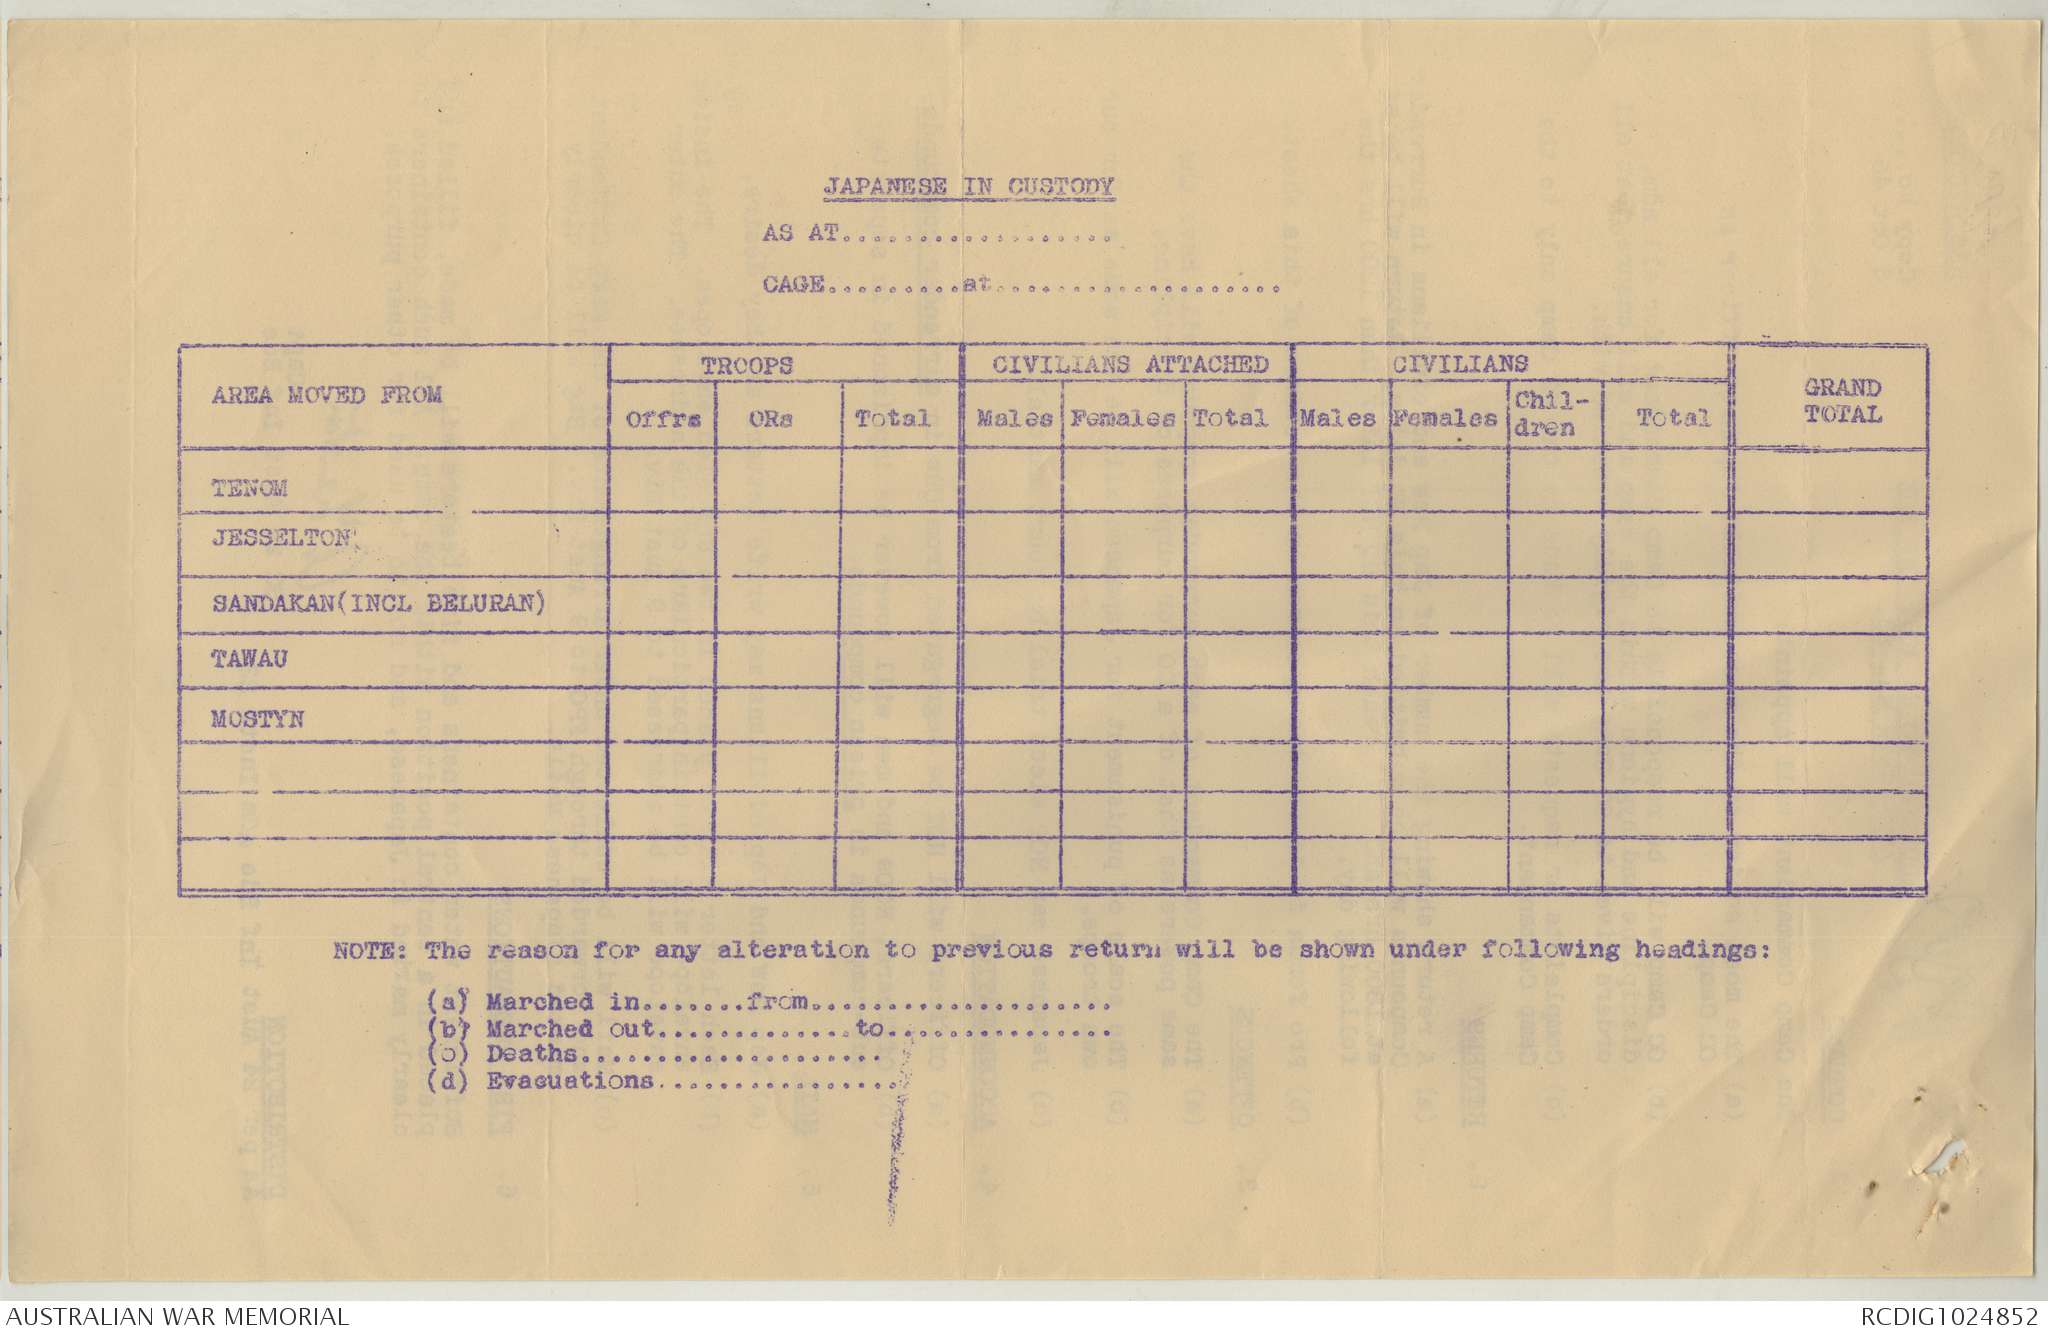 JAPANESE IN CUSTODY
AS AT..................
CAGE.........at...................
AREA MOVED FROM
TROOPS
CIVILIANS ATTACHED
CIVILIANS
GRAND
TOTAL
Offrs ORs Total Males Females Total Males Females Chil-
dren Total
TENOM
JESSELTON
SANDAKAN(INCL BELURAN)
TAWAU
MOSTYN
NOTE: The reason for any alteration to previous return will be shown under following headings:
(a) Marched in.......from....................
(b) Marched out.............to...............
(c) Deaths....................
(d) Evacuations................
AUSTRALIAN WAR MEMORIAL
RCDIG1024852